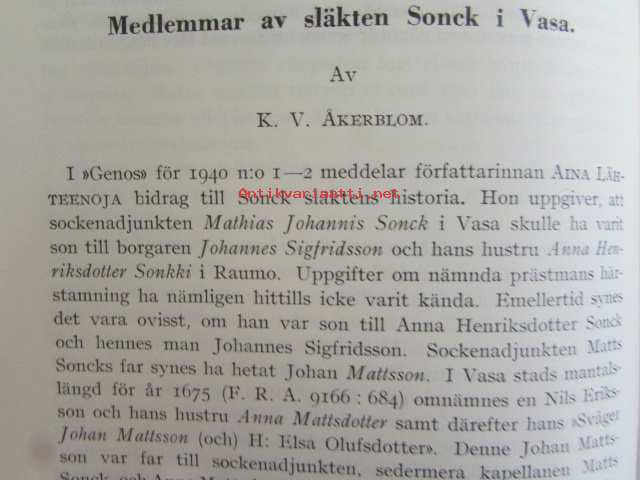 Medlemmar av släkten Sonck i Vasa.
Av
K. V. ÅKERBLOM.
I »Genos» för 1940 n:o 1—2 meddelar författarinnan AINA LÄH-
TEENOJA bidrag till Sonck släktens historia. Hon uppgiver, att
Antikvariaatti.net
sockenadjunkten Mathias Johannis Sonck i Vasa skulle ha varit
son till borgaren Johannes Sigfridsson och hans hustru Anna Hen-
riksdotter Sonkki i Raumo. Uppgifter om nämnda prästmans här-
stamning ha nämligen hittills icke varit kända. Emellertid synes
det vara ovisst, om han var son till Anna Henriksdotter Sonck
och hennes man Johannes Sigfridsson. Sockenadjunkten Matts
Soncks far synes ha hetat Johan Mattsson. I Vasa stads mantals-
längd för år 1675 (F. R. A. 9166 : 684) omnämnes en Nils Eriks-
son och hans hustru Anna Mattsdotter samt därefter hans »Svåger
Johan Mattsson (och) H: Elsa Olufsdotter». Denne Johan Matts-
son var far till sockenadjunkten, sedermera kapellanen Matts
Sonck och Anna